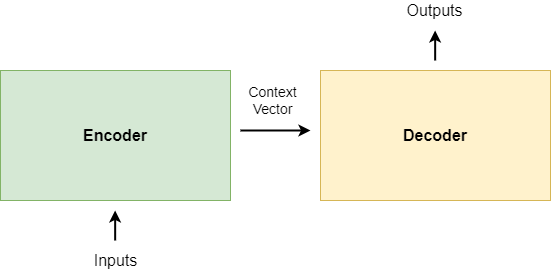 Outputs
Context
Vector
Encoder
Decoder
Inputs